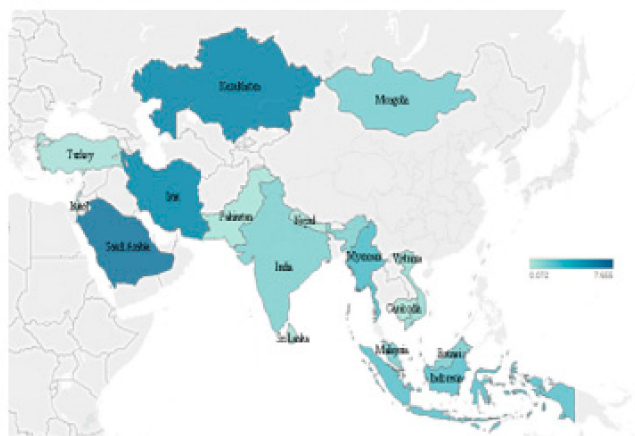 Kazakhstan
Mongolia
Turkey
Israel
Iran
Pakistan
Nepal
Saudi Arabia
India
Myanmar
Vietnam
Cambodia
Sri Lanka
Malaysia
Brunei
Indonesia
0.072 7.655